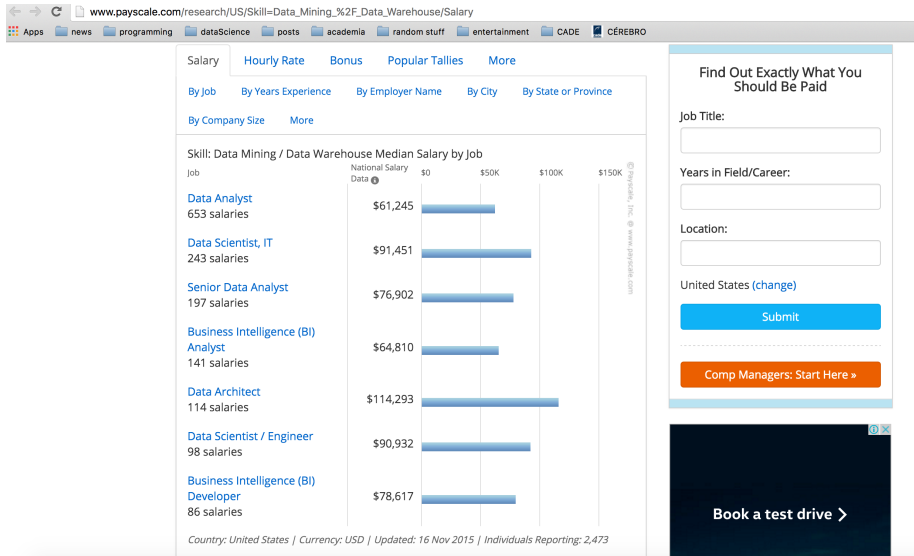 www.payscale.com/research/US/Skill=Data_Mining_%2F_Data_Warehouse/Salary
Apps news programming dataScience posts academia random stuff entertainment CADE CÉREBRO
Salary Hourly Rate Bonus Popular Tallies More
By Job By Years Experience By Employer Name By City By State or Province
By Company Size More
Skill: Data Mining / Data Warehouse Median Salary by Job
Job National Salary Data $0 $50K $100K $150K
Data Analyst
653 salaries
$61,245
Data Scientist, IT
243 salaries
$91,451
Senior Data Analyst
197 salaries
$76,902
Business Intelligence (BI)
Analyst
141 salaries
$64,810
Data Architect
114 salaries
$114,293
Data Scientist / Engineer
98 salaries
$90,932
Business Intelligence (BI)
Developer
86 salaries
$78,617
© Payscale, Inc. @ www.payscale.com
Country: United States | Currency: USD | Updated: 16 Nov 2015 | Individuals Reporting: 2,473
Find Out Exactly What You
Should Be Paid
Job Title:
Years in Field/Career:
Location:
United States (change)
Submit
Comp Managers: Start Here »
Book a test drive